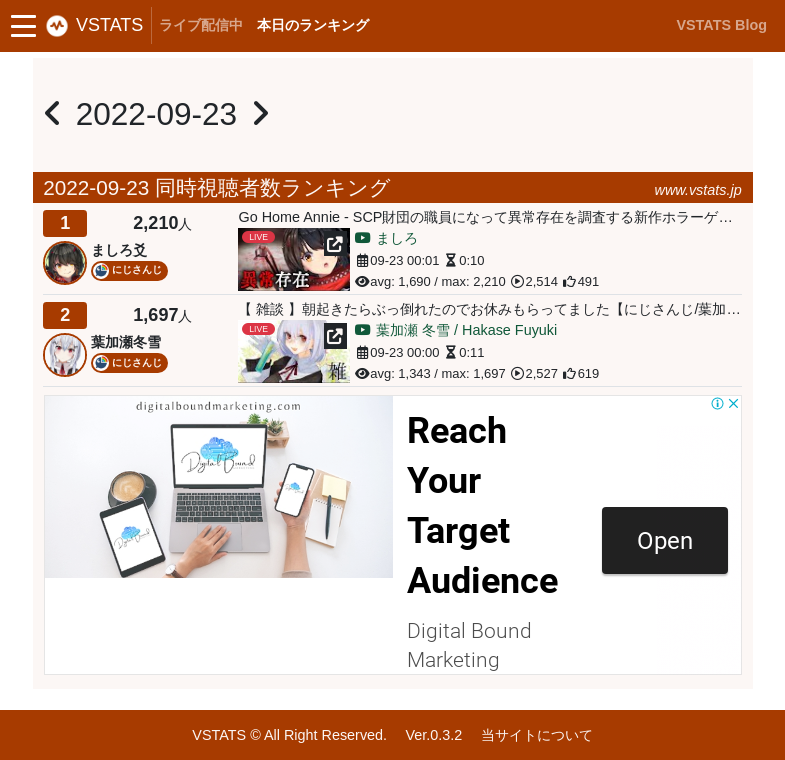 VSTATS ライブ配信中 本日のランキング VSTATS Blog
2022-09-23
2022-09-23 同時視聴者数ランキング www.vstats.jp
1 2,210人
ましろ爻
にじさんじ
Go Home Annie - SCP財団の職員になって異常存在を調査する新作ホラーゲ…
LIVE
異常存在
ましろ
09-23 00:01 0:10
avg: 1,690 / max: 2,210 2,514 491
2 1,697人
葉加瀬冬雪
にじさんじ
【 雑談 】朝起きたらぶっ倒れたのでお休みもらってました【にじさんじ/葉加…
LIVE
雑
葉加瀬 冬雪 / Hakase Fuyuki
09-23 00:00 0:11
avg: 1,343 / max: 1,697 2,527 619
digitalboundmarketing.com
Digital Bound
Reach
Your
Target
Audience
Digital Bound
Marketing
Open
VSTATS © All Right Reserved. Ver.0.3.2 当サイトについて